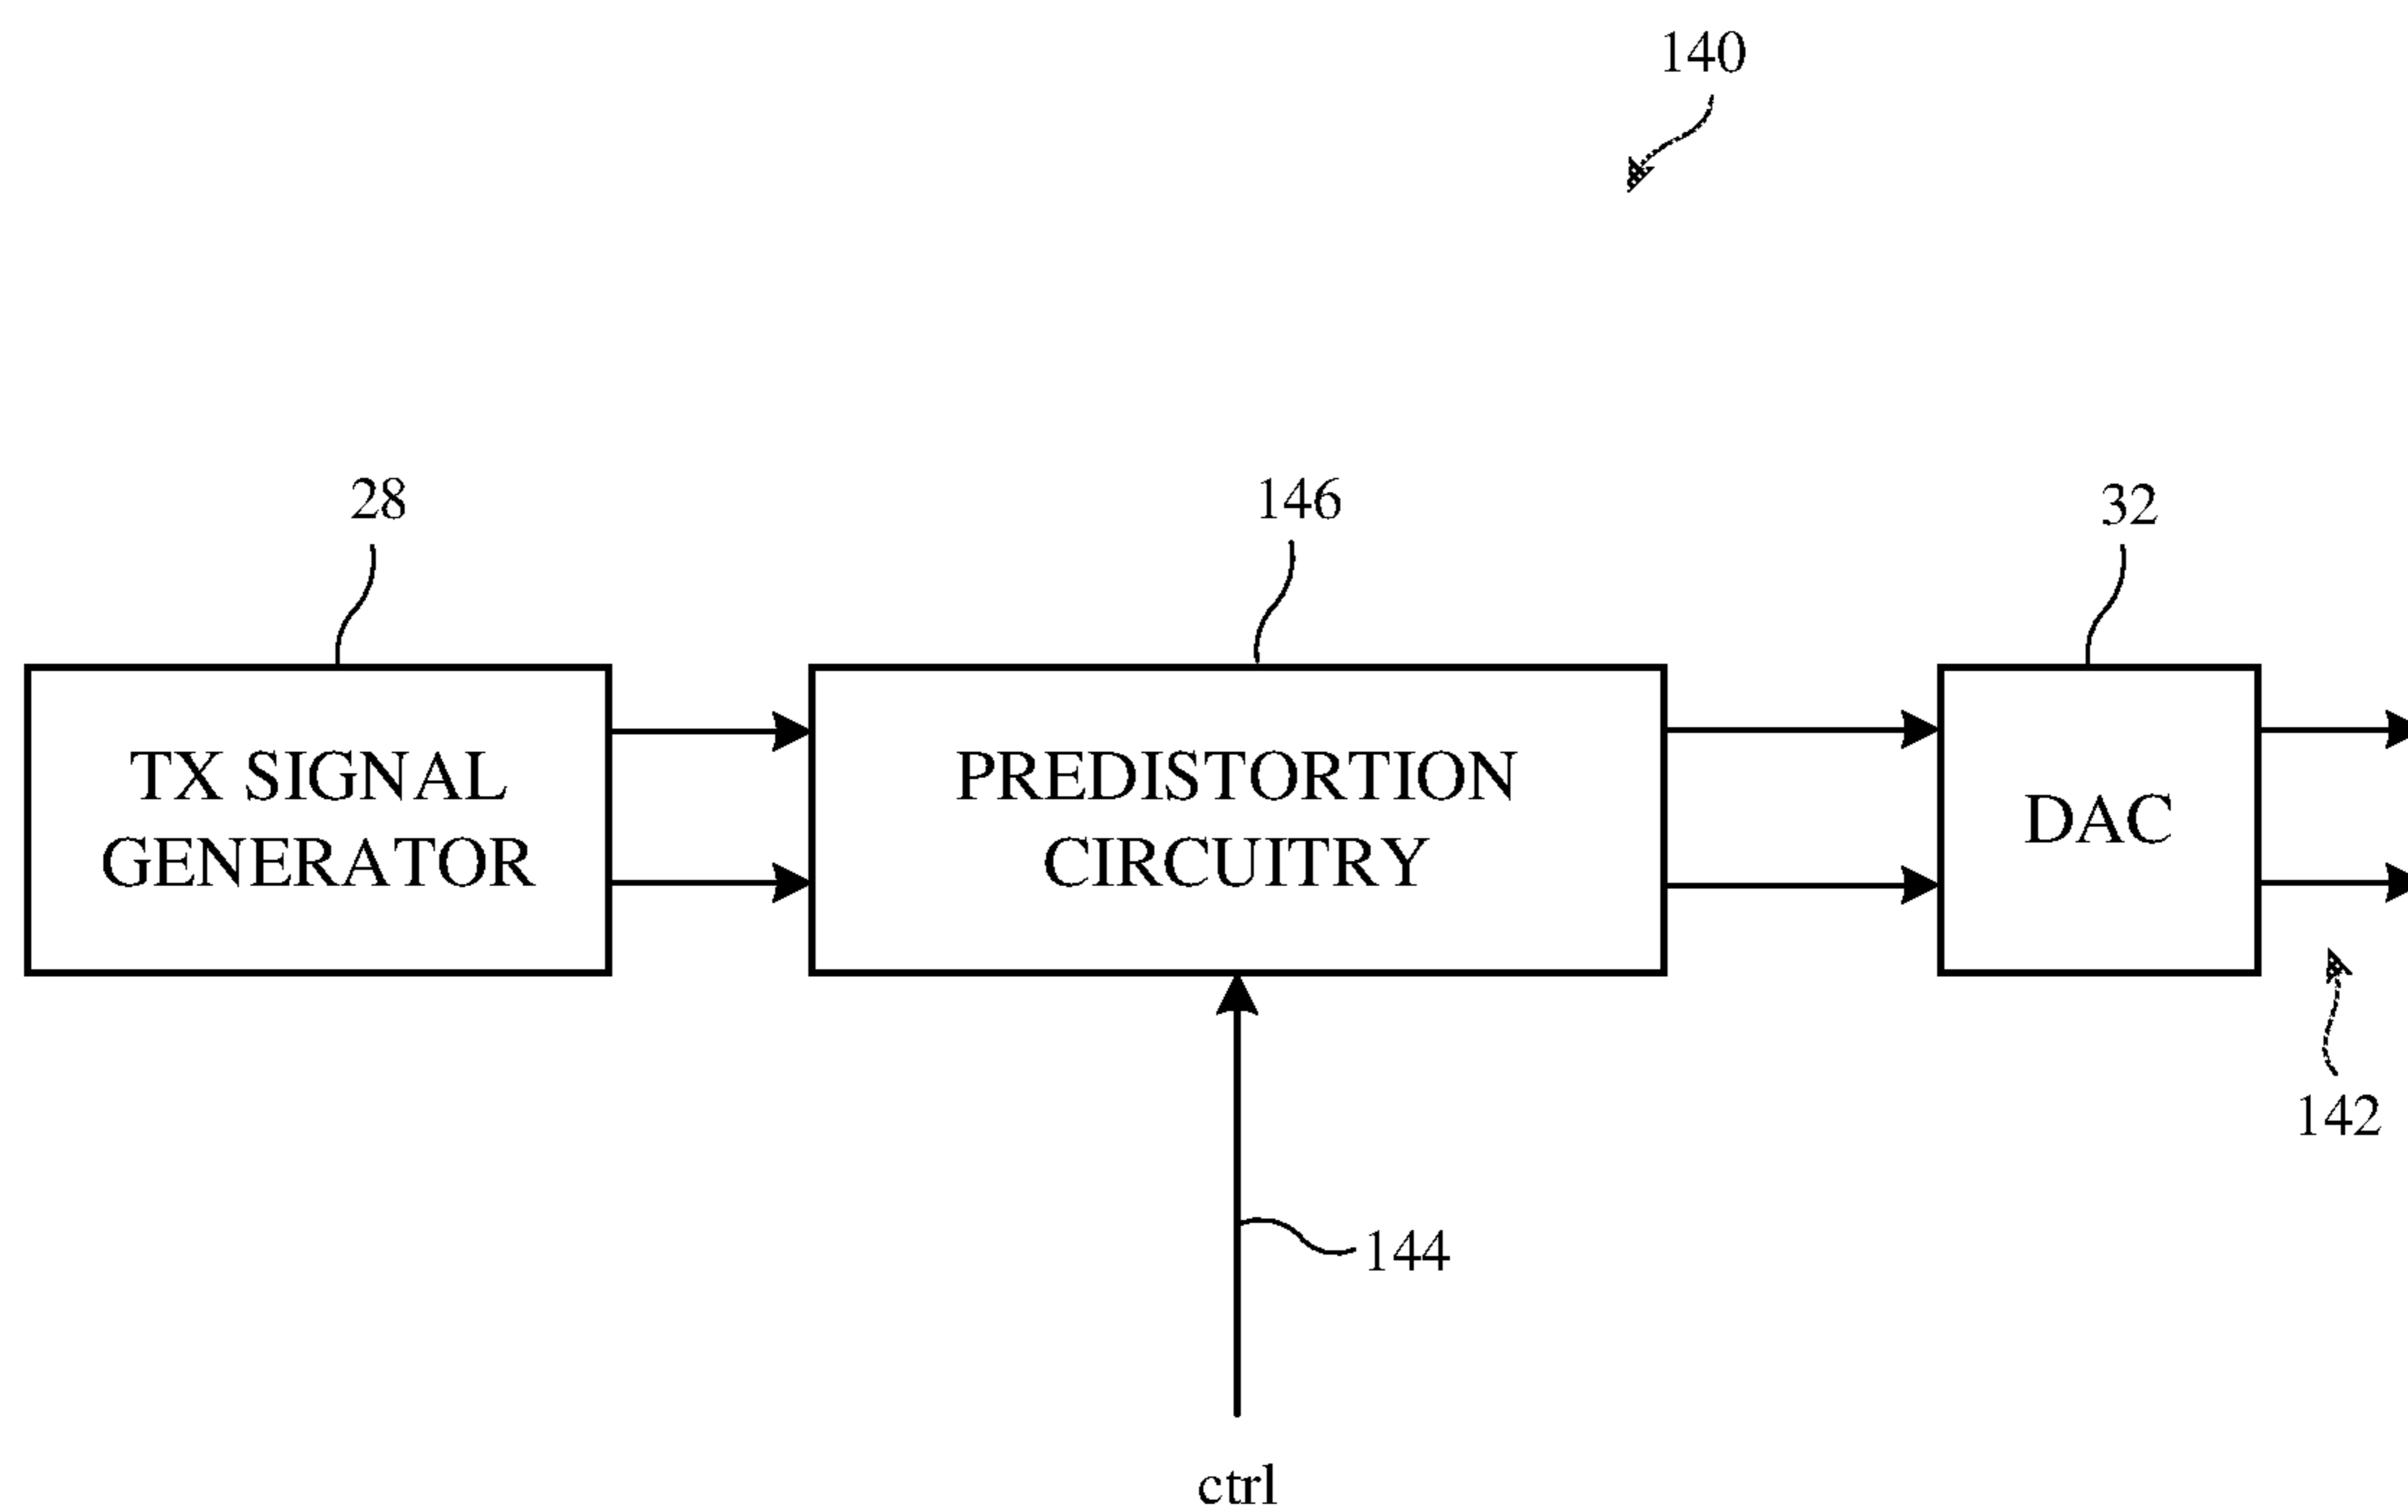 140
28
146
32
TX SIGNAL
GENERATOR
PREDISTORTION
CIRCUITRY
DAC
142
144
ctrl